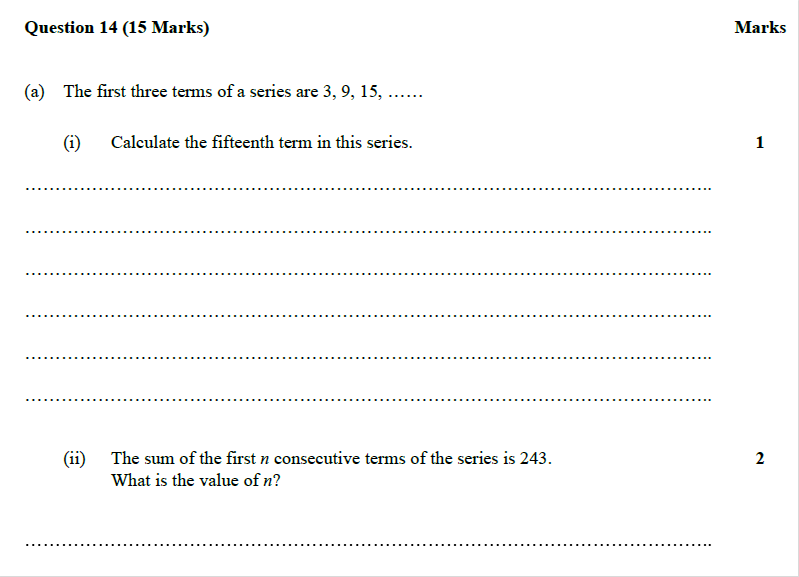 Question 14 (15 Marks) Marks
(a) The first three terms of a series are 3, 9, 15, ……
(i) Calculate the fifteenth term in this series. 1
……………………………………………………………………………………………………..
……………………………………………………………………………………………………..
……………………………………………………………………………………………………..
……………………………………………………………………………………………………..
……………………………………………………………………………………………………..
……………………………………………………………………………………………………..
(ii) The sum of the first n consecutive terms of the series is 243. 2
What is the value of n?
……………………………………………………………………………………………………..